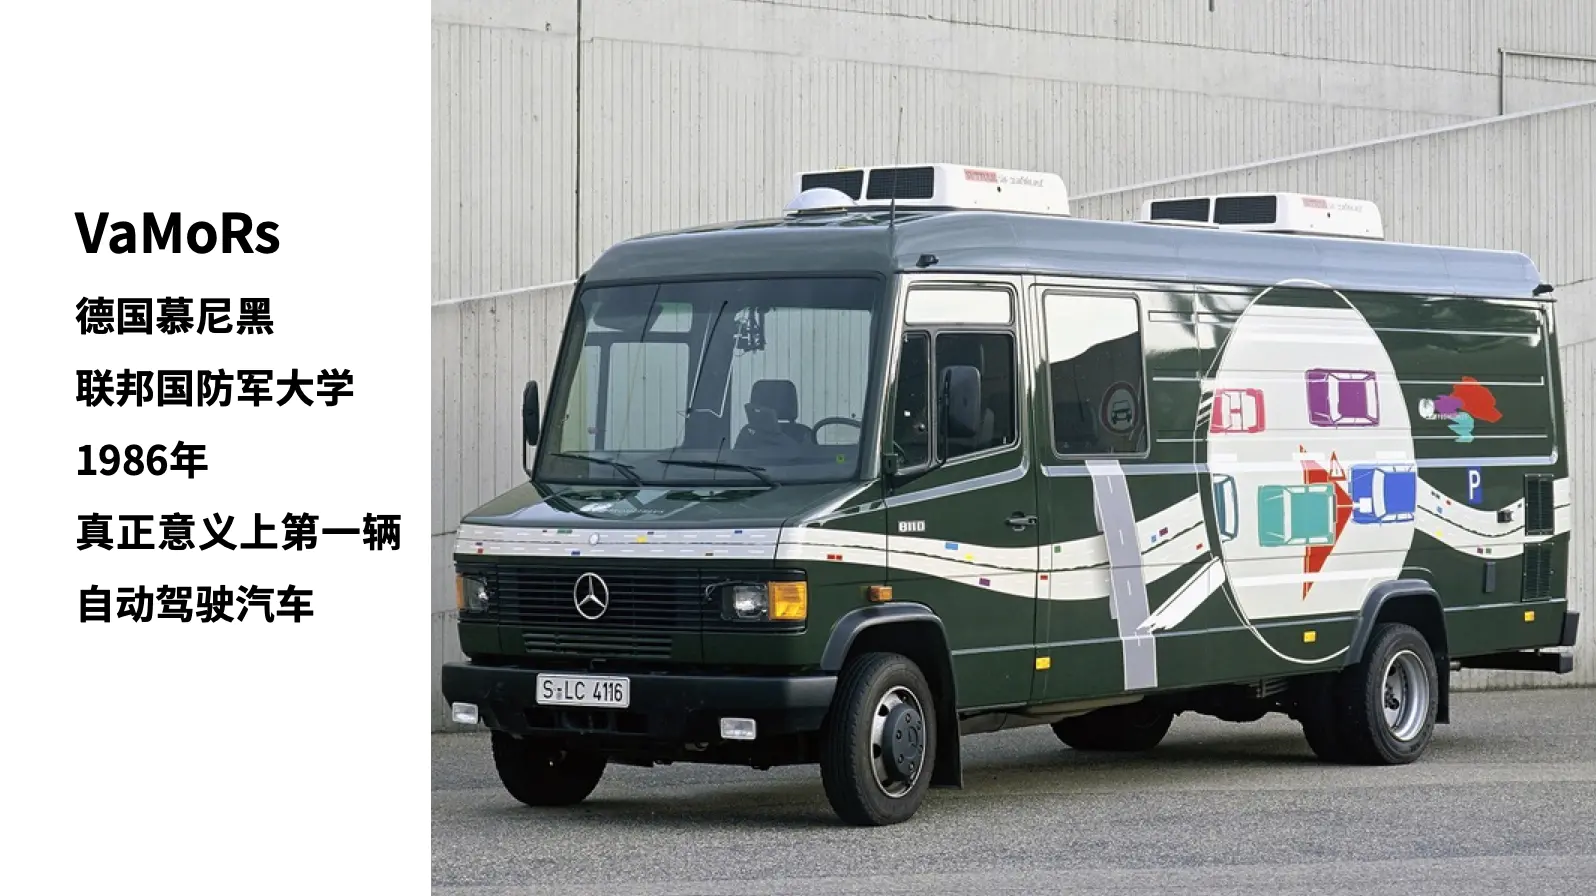 VaMoRs
德国慕尼黑
联邦国防军大学
1986年
真正意义上第一辆
自动驾驶汽车
811D
P
S-LC 4116